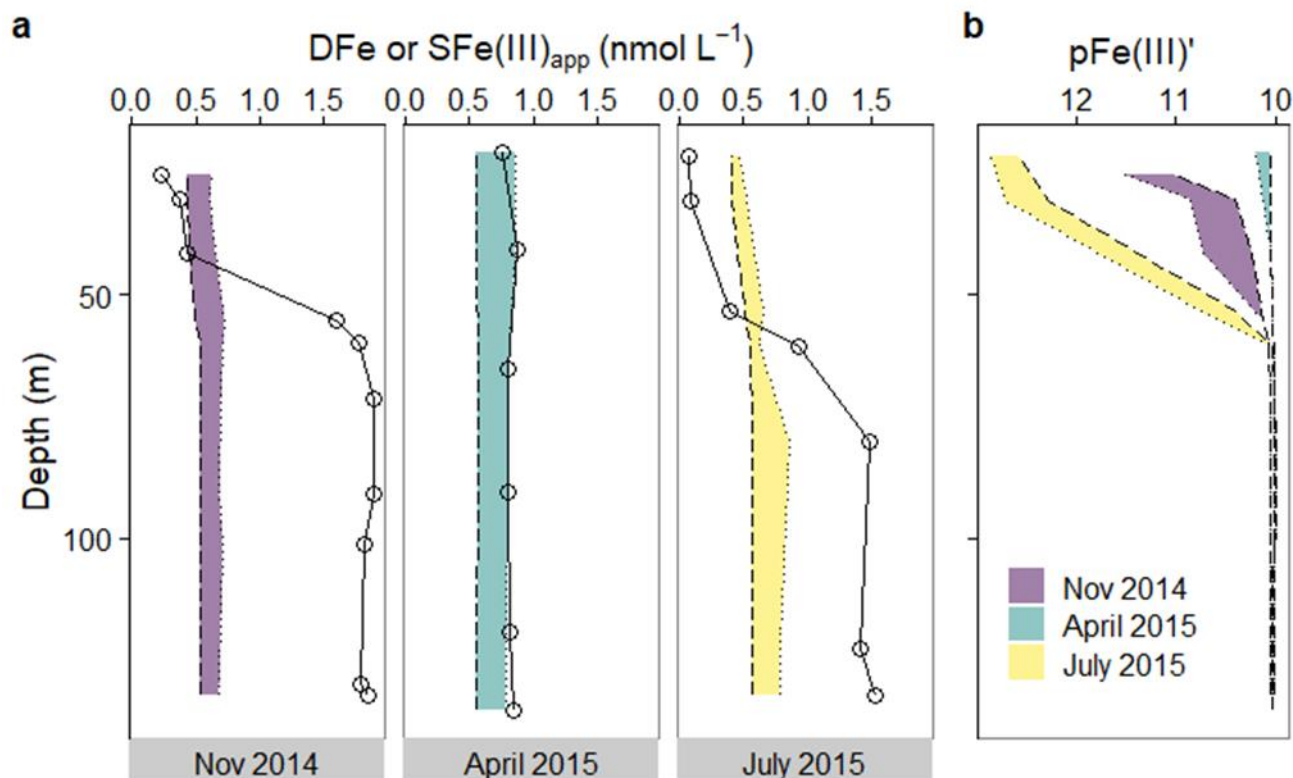 a
DFe or SFe(III)app (nmol L−1)
0.0 0.5 1.0 1.5 0.0 0.5 1.0 1.5 0.0 0.5 1.0 1.5
Depth (m)
50
100
Nov 2014 April 2015 July 2015
b
pFe(III)'
12 11 10
Nov 2014
April 2015
July 2015